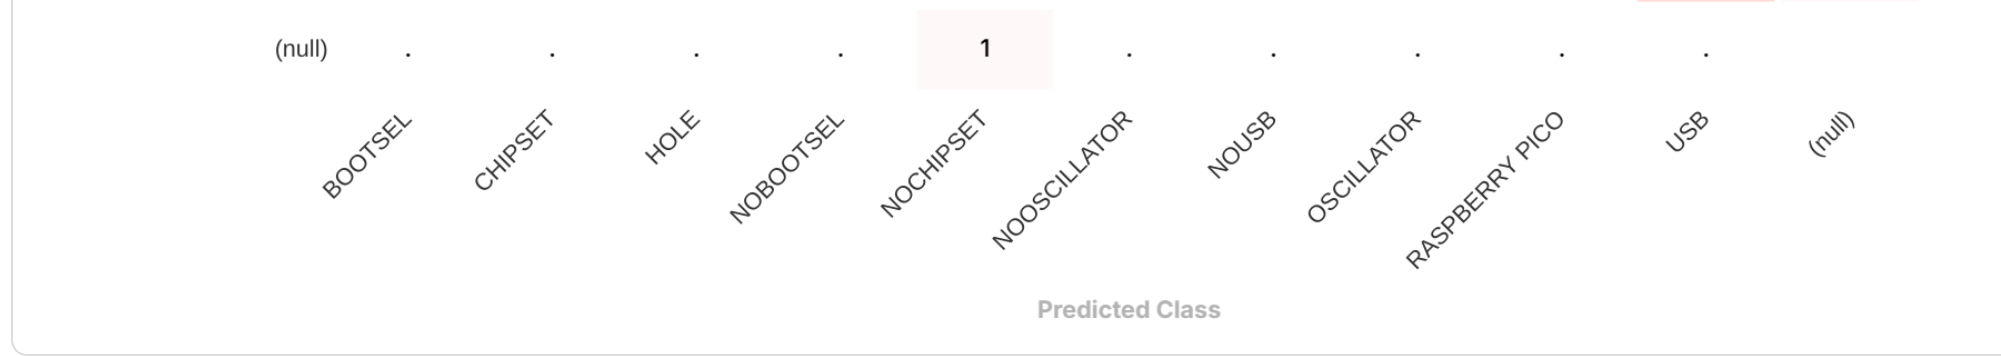 (null) . . . . 1 . . . . .
BOOTSEL CHIPSET HOLE NOBOOTSEL NOCHIPSET NOOSCILLATOR NOUSB OSCILLATOR RASPBERRY PICO USB (null)
Predicted Class